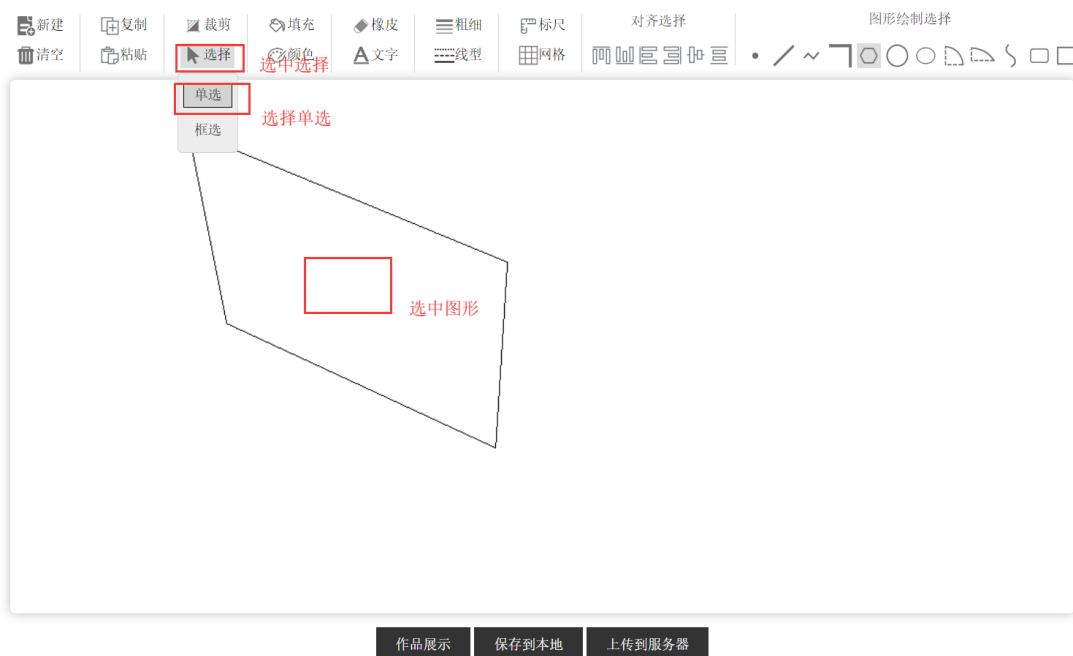 新建 复制 裁剪 填充 橡皮 粗细 标尺 对齐选择 图形绘制选择
清空 粘贴 选择 颜色 A文字 线型 网格
选中选择
单选
选择单选
框选
选中图形
作品展示 保存到本地 上传到服务器